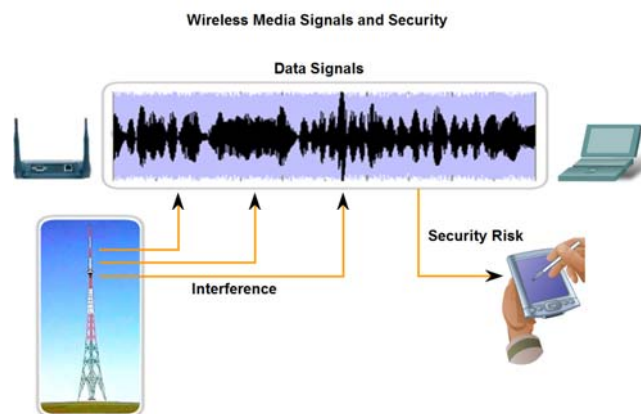 Wireless Media Signals and Security
Data Signals
Security Risk
Interference